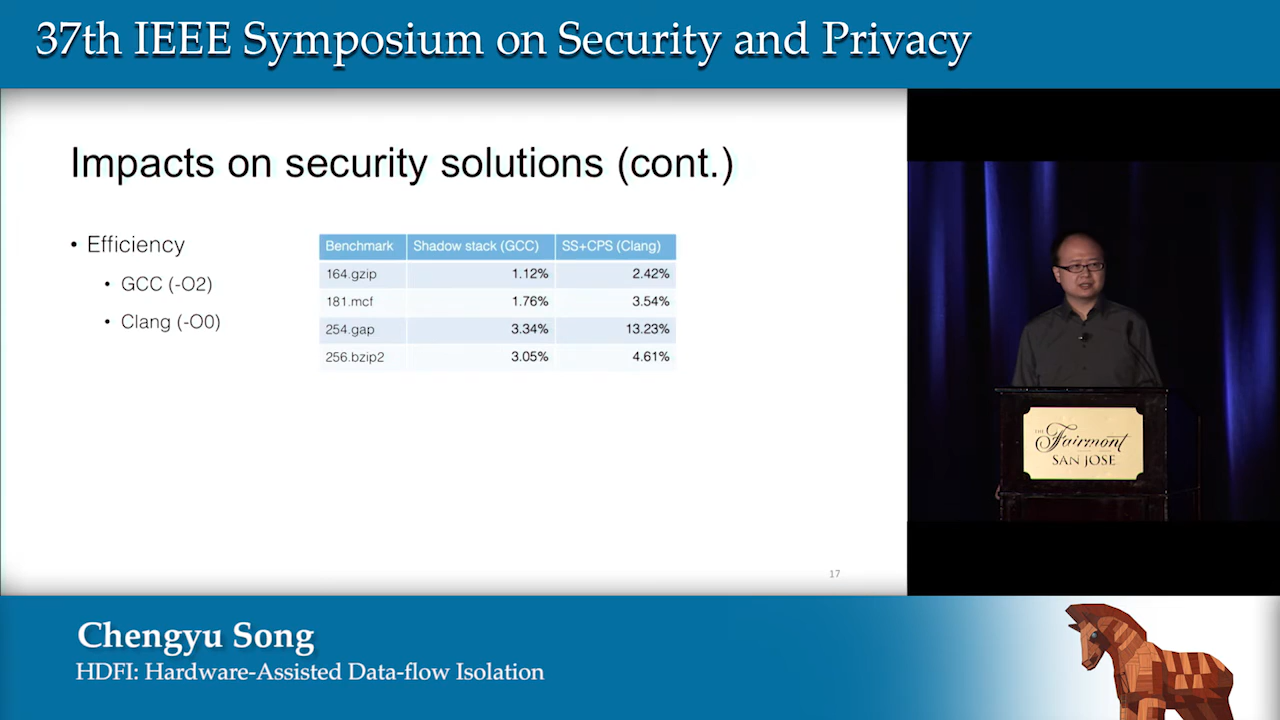 37th IEEE Symposium on Security and Privacy
Impacts on security solutions (cont.)
• Efficiency
• GCC (-O2)
• Clang (-O0)
Benchmark Shadow stack (GCC) SS+CPS (Clang)
164.gzip 1.12% 2.42%
181.mcf 1.76% 3.54%
254.gap 3.34% 13.23%
256.bzip2 3.05% 4.61%
17
THE
Fairmont
SAN JOSE
Chengyu Song
HDFI: Hardware-Assisted Data-flow Isolation